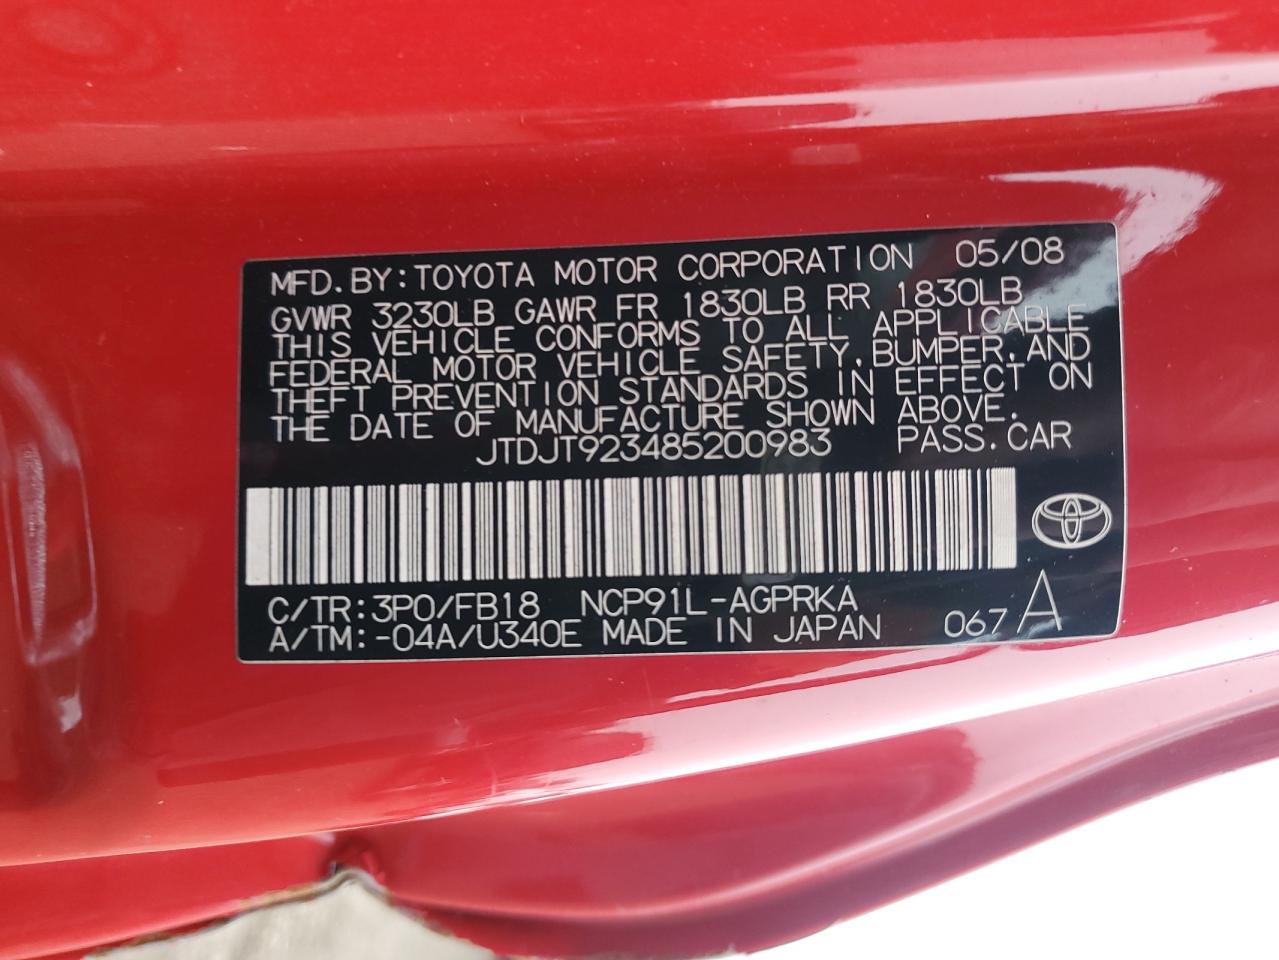 MFD. BY: TOYOTA MOTOR CORPORATION 05/08
GVWR 3230LB GAWR FR 1830LB RR 1830LB
THIS VEHICLE CONFORMS TO ALL APPLICABLE
FEDERAL MOTOR VEHICLE SAFETY, BUMPER, AND
THEFT PREVENTION STANDARDS IN EFFECT ON
THE DATE OF MANUFACTURE SHOWN ABOVE.
JTDJT923485200983 PASS. CAR
C/TR: 3P0/FB18 NCP91L-AGPRKA
A/TM: -04A/U340E MADE IN JAPAN 067 A